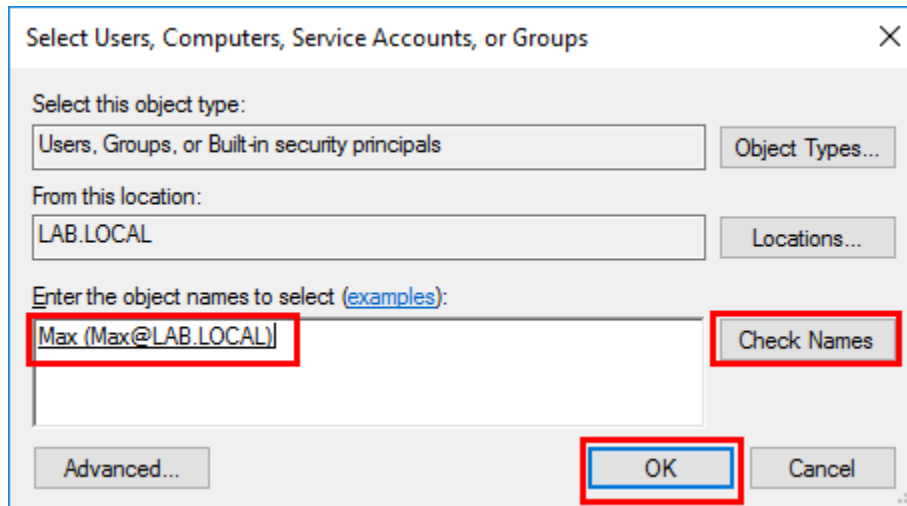 Select Users, Computers, Service Accounts, or Groups
Select this object type:
Users, Groups, or Built-in security principals
Object Types...
From this location:
LAB.LOCAL
Locations...
Enter the object names to select (examples):
Max (Max@LAB.LOCAL)
Check Names
Advanced...
OK
Cancel